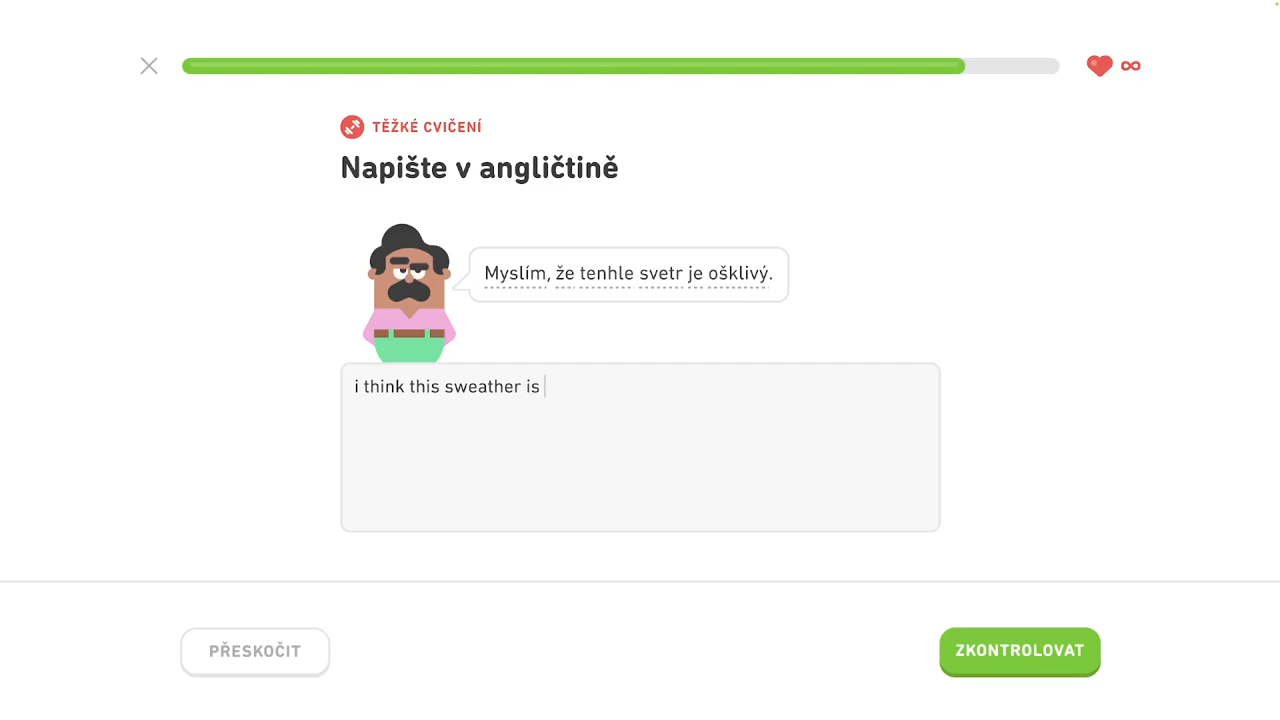 ∞
TĚŽKÉ CVIČENÍ
Napište v angličtině
Myslím, že tenhle svetr je ošklivý.
i think this sweather is
PŘESKOČIT
ZKONTROLOVAT